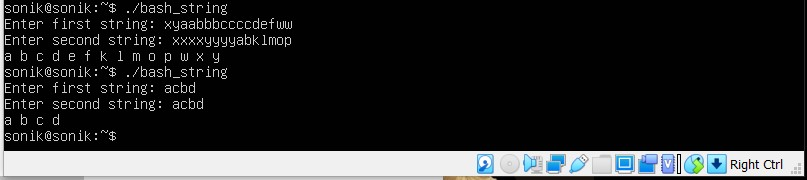 sonik@sonik:~$ ./bash_string
Enter first string: xyaabbbccccdefww
Enter second string: xxxxyyyyabklmop
a b c d e f k l m o p w x y
sonik@sonik:~$ ./bash_string
Enter first string: acbd
Enter second string: acbd
a b c d
sonik@sonik:~$
Right Ctrl